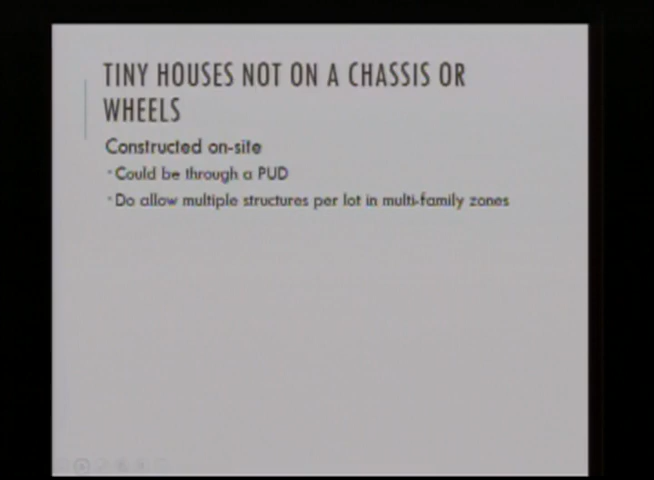 TINY HOUSES NOT ON A CHASSIS OR
WHEELS
Constructed on-site
Could be through a PUD
Do allow multiple structures per lot in multi-family zones